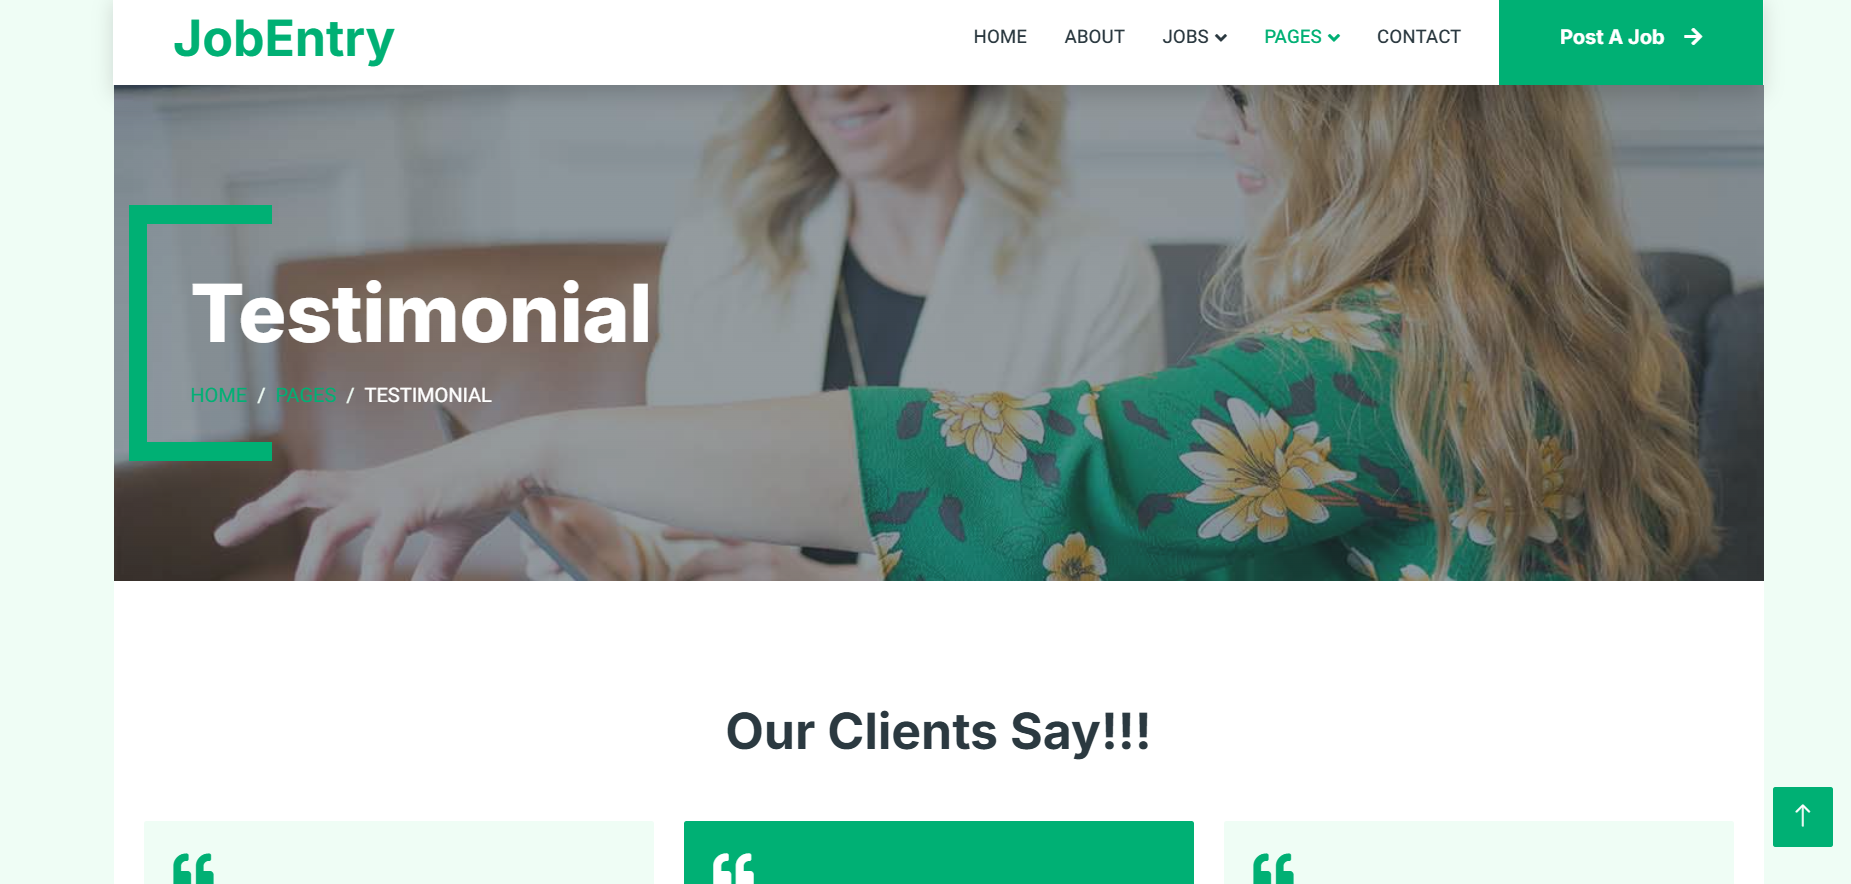 JobEntry
HOME ABOUT JOBS PAGES CONTACT Post A Job
Testimonial
HOME / PAGES / TESTIMONIAL
Our Clients Say!!!